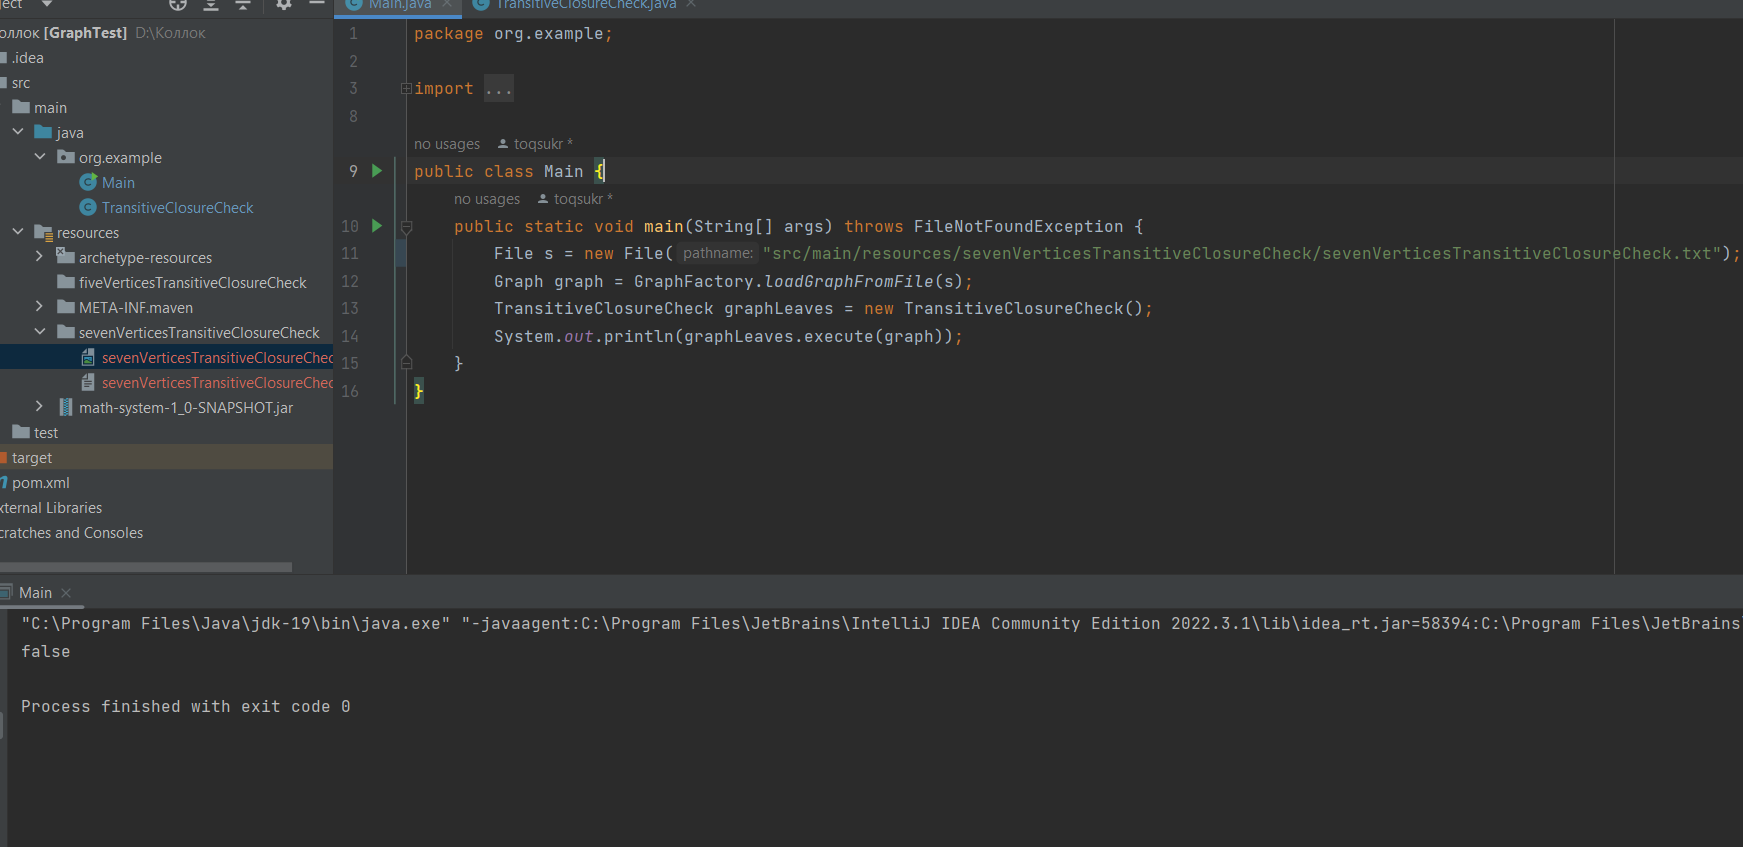 ject
оллок [GraphTest] D:\Коллок
.idea
src
main
java
org.example
Main
TransitiveClosureCheck
resources
archetype-resources
fiveVerticesTransitiveClosureCheck
META-INF.maven
sevenVerticesTransitiveClosureCheck
sevenVerticesTransitiveClosureChec
sevenVerticesTransitiveClosureChec
math-system-1_0-SNAPSHOT.jar
test
target
pom.xml
xternal Libraries
cratches and Consoles
Main.java TransitiveClosureCheck.java
1 package org.example;
2
3 import ...
8
no usages toqsukr *
9 public class Main {
no usages toqsukr *
10 public static void main(String[] args) throws FileNotFoundException {
11 File s = new File( pathname: "src/main/resources/sevenVerticesTransitiveClosureCheck/sevenVerticesTransitiveClosureCheck.txt");
12 Graph graph = GraphFactory.loadGraphFromFile(s);
13 TransitiveClosureCheck graphLeaves = new TransitiveClosureCheck();
14 System.out.println(graphLeaves.execute(graph));
15 }
16 }
Main
"C:\Program Files\Java\jdk-19\bin\java.exe" "-javaagent:C:\Program Files\JetBrains\IntelliJ IDEA Community Edition 2022.3.1\lib\idea_rt.jar=58394:C:\Program Files\JetBrains
false
Process finished with exit code 0